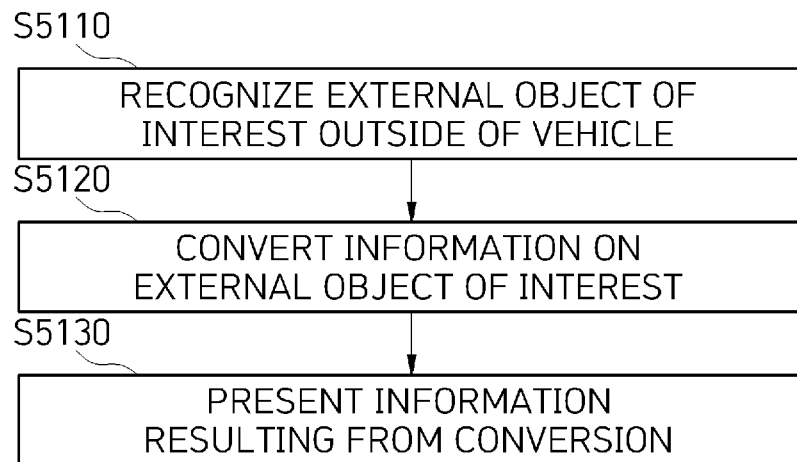 S5110
RECOGNIZE EXTERNAL OBJECT OF
INTEREST OUTSIDE OF VEHICLE
S5120
CONVERT INFORMATION ON
EXTERNAL OBJECT OF INTEREST
S5130
PRESENT INFORMATION
RESULTING FROM CONVERSION